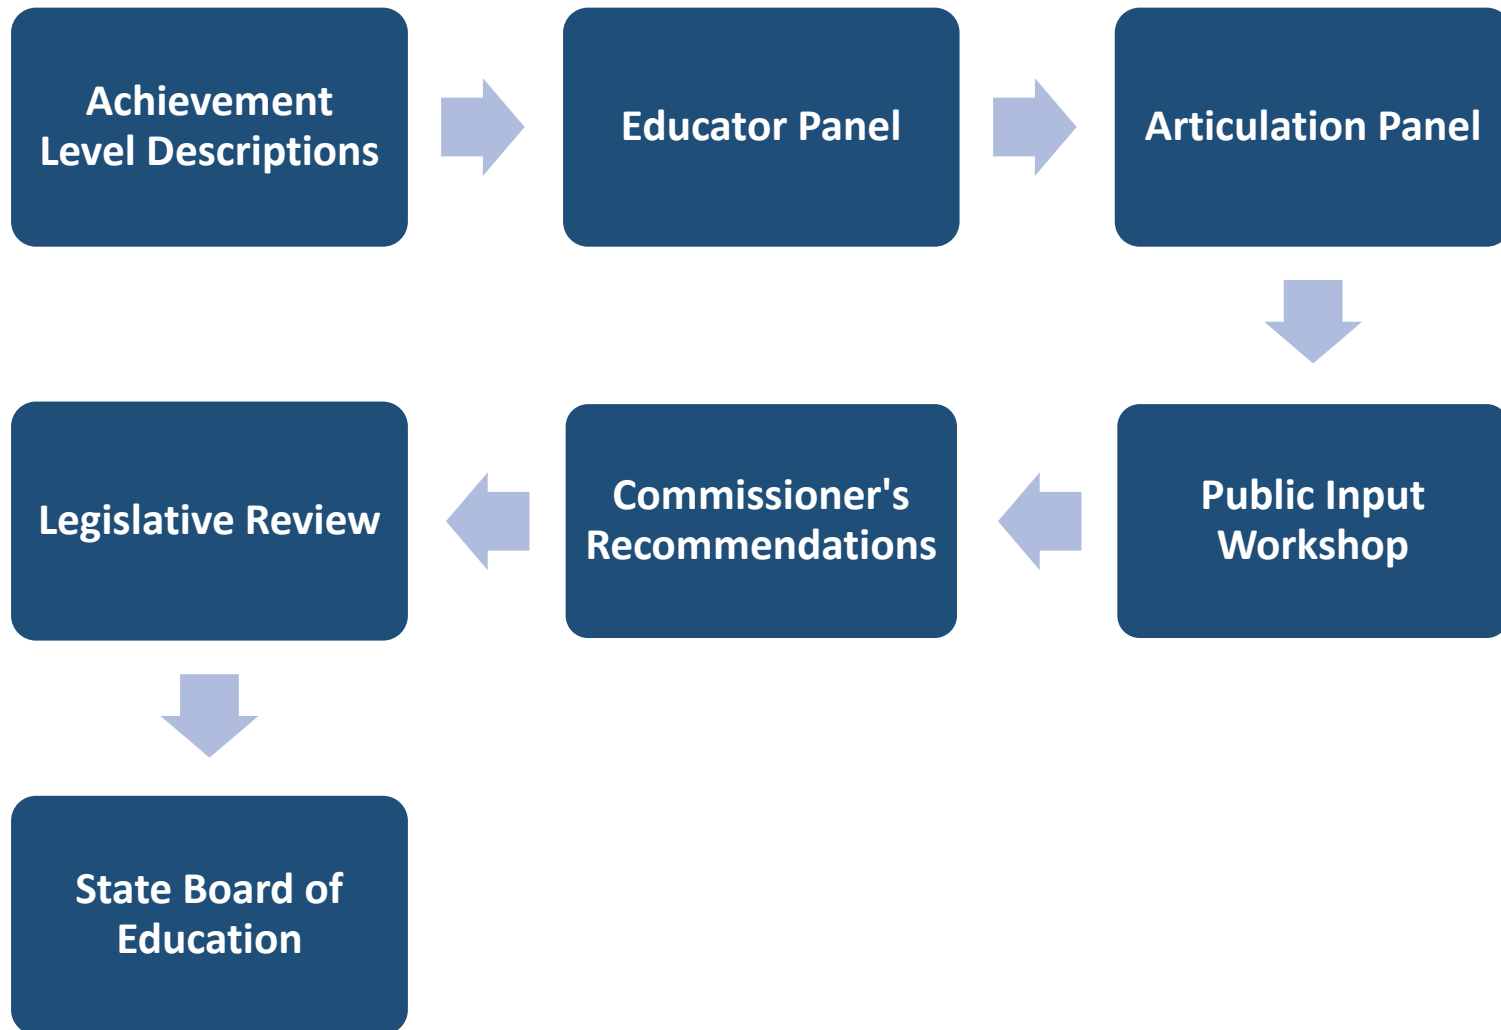 Achievement
Level Descriptions
Educator Panel
Articulation Panel
Public Input
Workshop
Commissioner's
Recommendations
Legislative Review
State Board of
Education